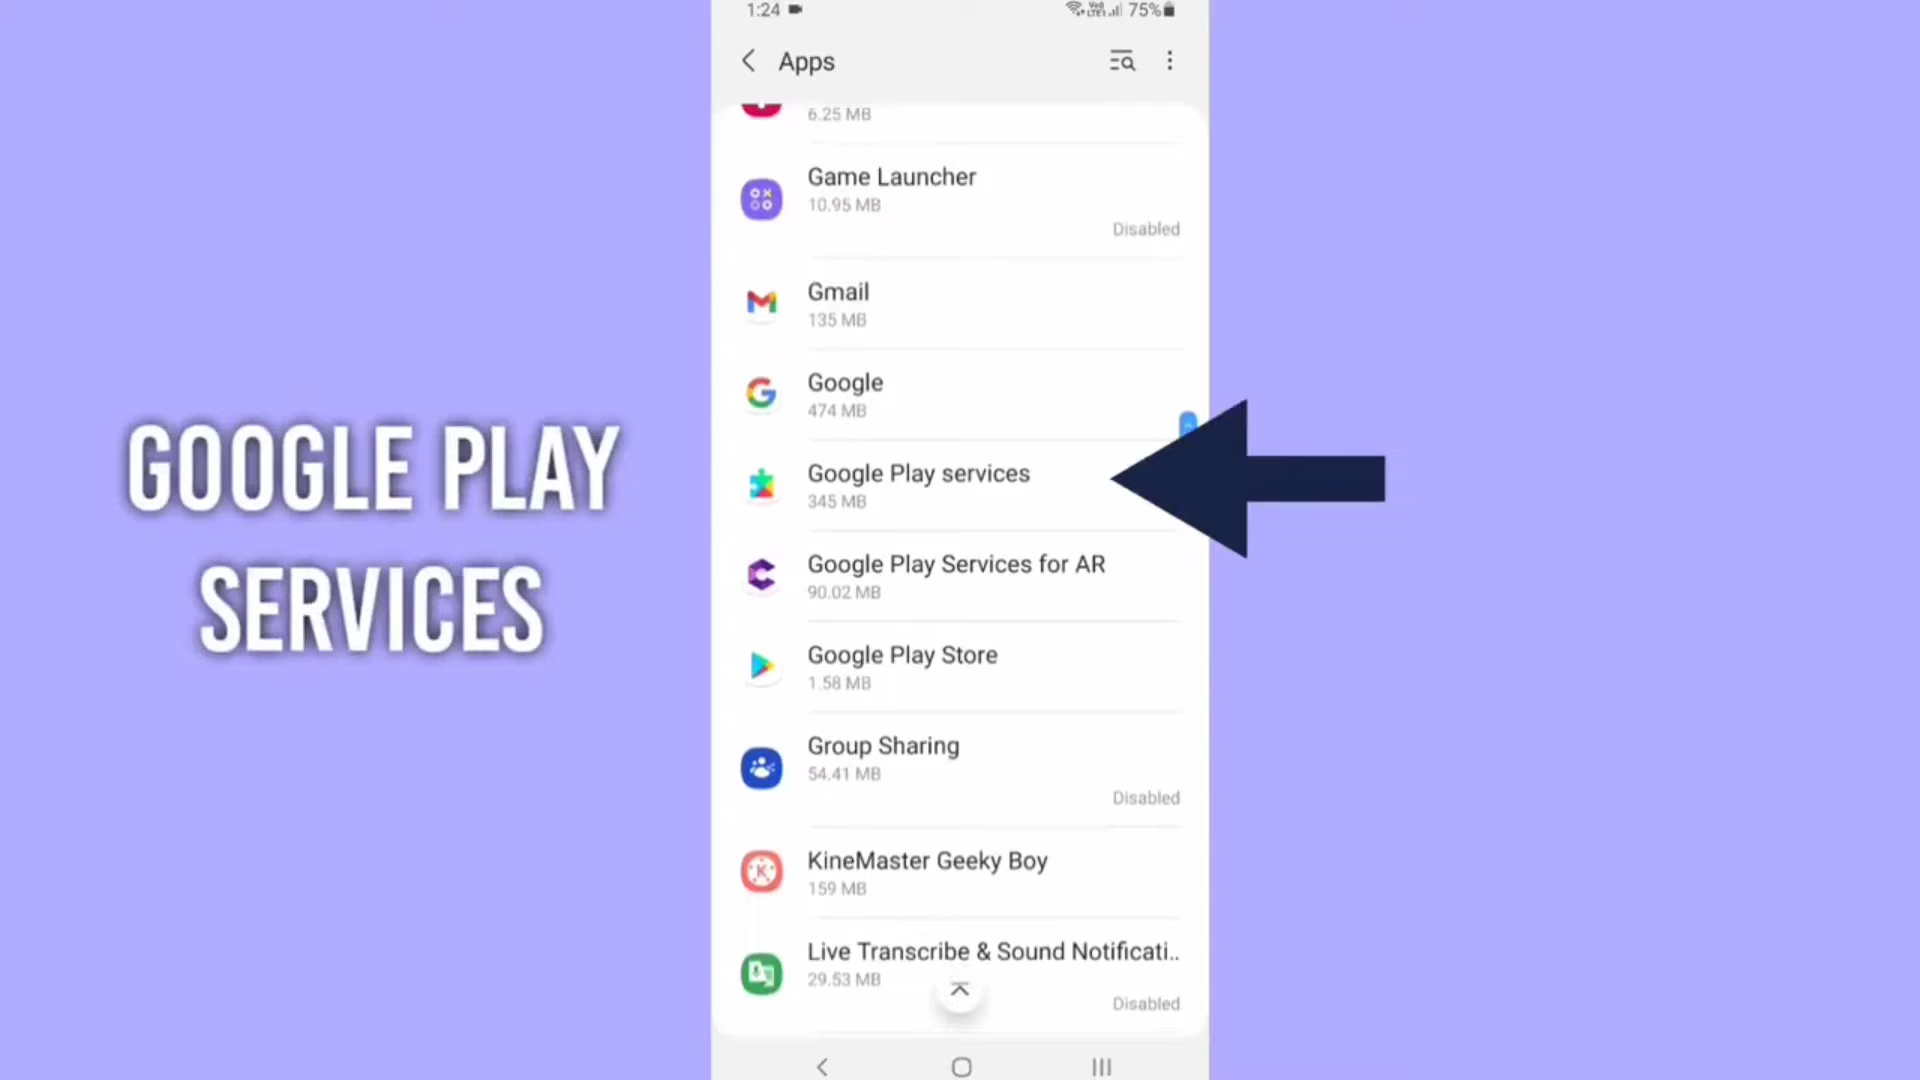 1:24
Vo)
LTE1
75%
Apps
6.25 MB
Game Launcher
10.95 MB
Disabled
Gmail
135 MB
Google
474 MB
GOOGLE PLAY
SERVICES
Google Play services
345 MB
Google Play Services for AR
90.02 MB
Google Play Store
1.58 MB
Group Sharing
54.41 MB
Disabled
KineMaster Geeky Boy
159 MB
Live Transcribe & Sound Notificati..
29.53 MB
Disabled